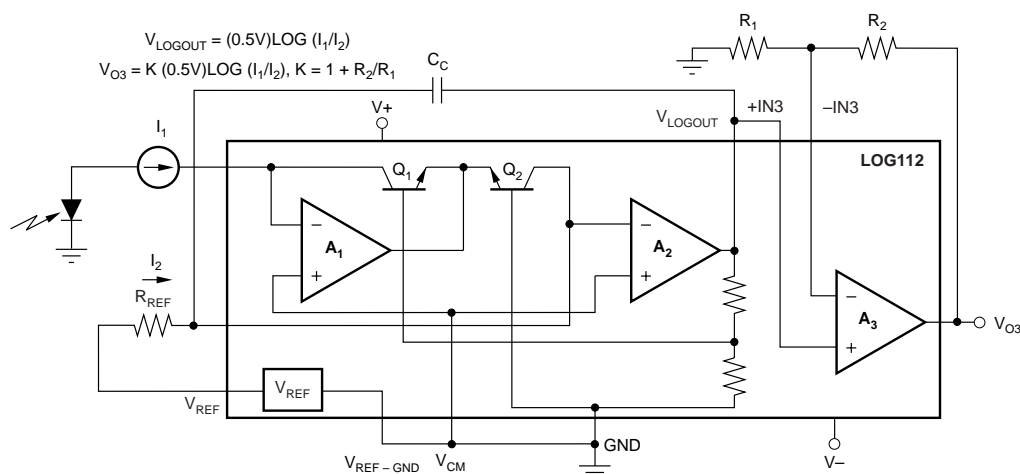 V_LOGOUT = (0.5V)LOG (I_1/I_2)
V_O3 = K (0.5V)LOG (I_1/I_2), K = 1 + R_2/R_1
R_1
R_2
C_C
V+
V_LOGOUT
+IN3
–IN3
I_1
LOG112
Q_1
Q_2
–
A_1
+
–
A_2
+
I_2
R_REF
–
A_3
+
V_O3
V_REF
V_REF
GND
V–
V_REF – GND
V_CM